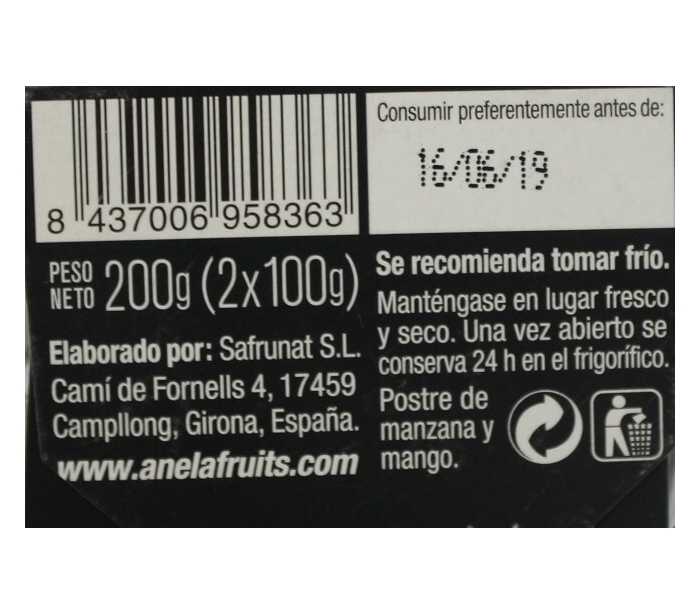 8 437006 958363
Consumir preferentemente antes de:
16/06/19
PESO
NETO 200g (2x100g)
Elaborado por: Safrunat S.L.
Camí de Fornells 4, 17459
Campllong, Girona, España.
www.anelafruits.com
Se recomienda tomar frío.
Manténgase en lugar fresco
y seco. Una vez abierto se
conserva 24 h en el frigorífico.
Postre de
manzana y
mango.